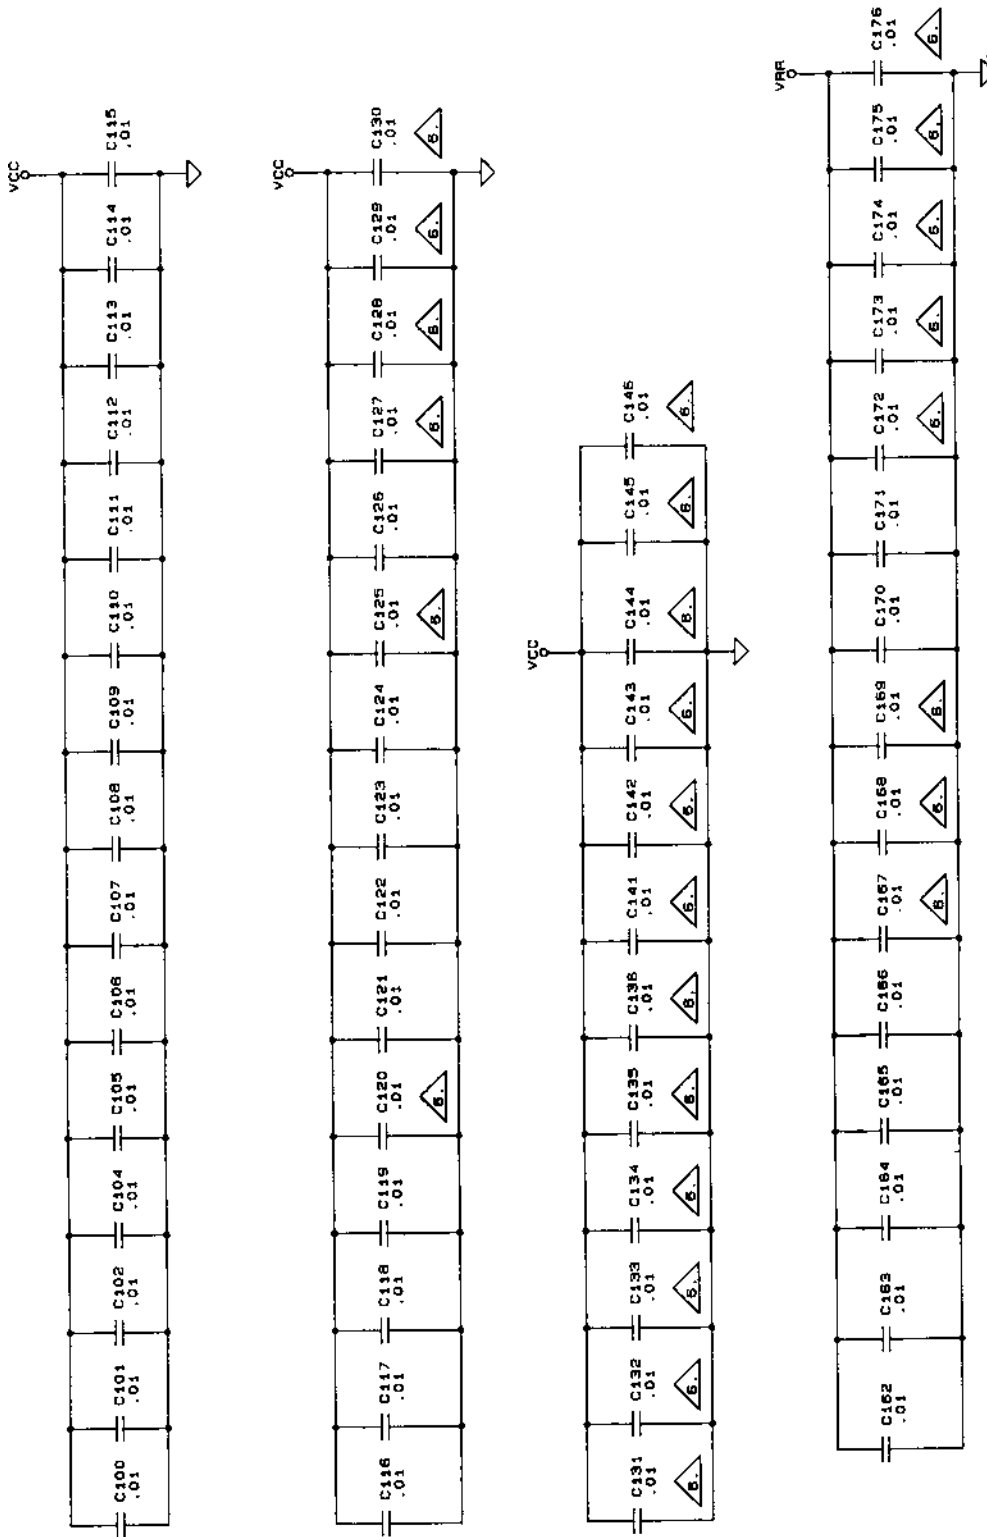 VCC
C100 C101 C102 C104 C105 C106 C107 C108 C109 C110 C111 C112 C113 C114 C115
.01 .01 .01 .01 .01 .01 .01 .01 .01 .01 .01 .01 .01 .01 .01
VCC
C116 C117 C118 C119 C120 C121 C122 C123 C124 C125 C126 C127 C128 C129 C130
.01 .01 .01 .01 .01 .01 .01 .01 .01 .01 .01 .01 .01 .01 .01
6. 6. 6. 6. 6. 6.
VCC
C131 C132 C133 C134 C135 C136 C141 C142 C143 C144 C145 C146
.01 .01 .01 .01 .01 .01 .01 .01 .01 .01 .01 .01
6. 6. 6. 6. 6. 6. 6. 6. 6. 6. 6. 6.
VAA
C162 C163 C164 C165 C166 C167 C168 C169 C170 C171 C172 C173 C174 C175 C176
.01 .01 .01 .01 .01 .01 .01 .01 .01 .01 .01 .01 .01 .01 .01
6. 6. 6. 6. 6. 6. 6. 6.